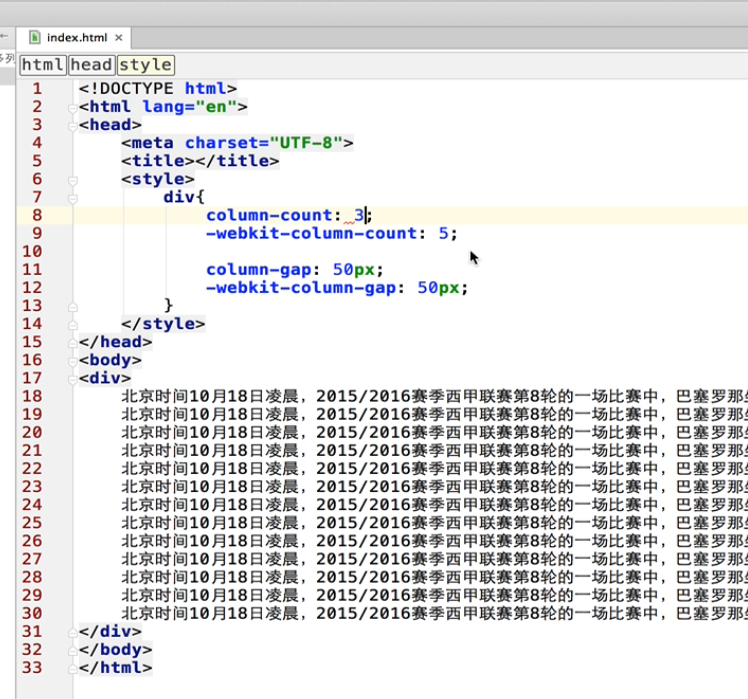 index.html ×
多列
html head style
1 <!DOCTYPE html>
2 <html lang="en">
3 <head>
4 <meta charset="UTF-8">
5 <title></title>
6 <style>
7 div{
8 column-count: 3;
9 -webkit-column-count: 5;
10
11 column-gap: 50px;
12 -webkit-column-gap: 50px;
13 }
14 </style>
15 </head>
16 <body>
17 <div>
18 北京时间10月18日凌晨，2015/2016赛季西甲联赛第8轮的一场比赛中，巴塞罗那
19 北京时间10月18日凌晨，2015/2016赛季西甲联赛第8轮的一场比赛中，巴塞罗那
20 北京时间10月18日凌晨，2015/2016赛季西甲联赛第8轮的一场比赛中，巴塞罗那
21 北京时间10月18日凌晨，2015/2016赛季西甲联赛第8轮的一场比赛中，巴塞罗那
22 北京时间10月18日凌晨，2015/2016赛季西甲联赛第8轮的一场比赛中，巴塞罗那
23 北京时间10月18日凌晨，2015/2016赛季西甲联赛第8轮的一场比赛中，巴塞罗那
24 北京时间10月18日凌晨，2015/2016赛季西甲联赛第8轮的一场比赛中，巴塞罗那
25 北京时间10月18日凌晨，2015/2016赛季西甲联赛第8轮的一场比赛中，巴塞罗那
26 北京时间10月18日凌晨，2015/2016赛季西甲联赛第8轮的一场比赛中，巴塞罗那
27 北京时间10月18日凌晨，2015/2016赛季西甲联赛第8轮的一场比赛中，巴塞罗那
28 北京时间10月18日凌晨，2015/2016赛季西甲联赛第8轮的一场比赛中，巴塞罗那
29 北京时间10月18日凌晨，2015/2016赛季西甲联赛第8轮的一场比赛中，巴塞罗那
30 北京时间10月18日凌晨，2015/2016赛季西甲联赛第8轮的一场比赛中，巴塞罗那
31 </div>
32 </body>
33 </html>